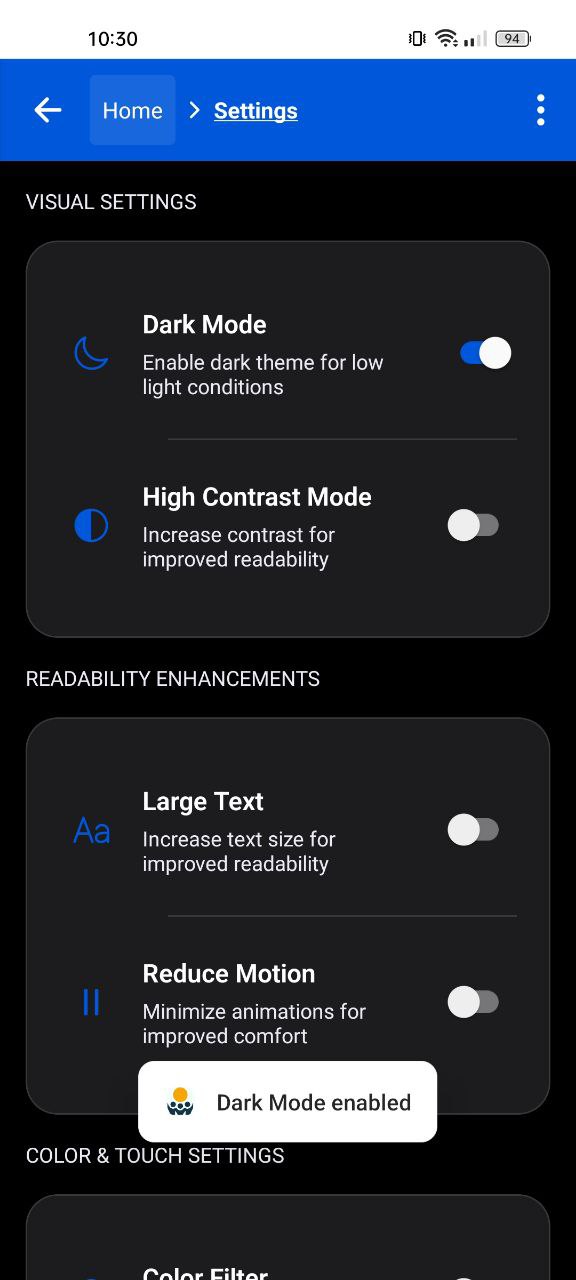 10:30
94
Home > Settings
VISUAL SETTINGS
Dark Mode
Enable dark theme for low
light conditions
High Contrast Mode
Increase contrast for
improved readability
READABILITY ENHANCEMENTS
Large Text
Increase text size for
improved readability
Aa
Reduce Motion
Minimize animations for
improved comfort
Dark Mode enabled
COLOR & TOUCH SETTINGS
Color Filter